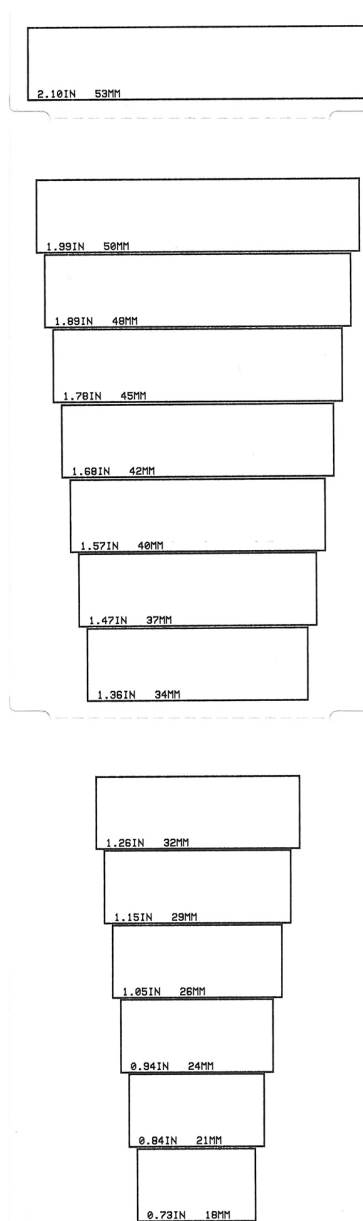 2.10IN 53MM
1.99IN 50MM
1.89IN 48MM
1.78IN 45MM
1.68IN 42MM
1.57IN 40MM
1.47IN 37MM
1.36IN 34MM
1.26IN 32MM
1.15IN 29MM
1.05IN 26MM
0.94IN 24MM
0.84IN 21MM
0.73IN 18MM